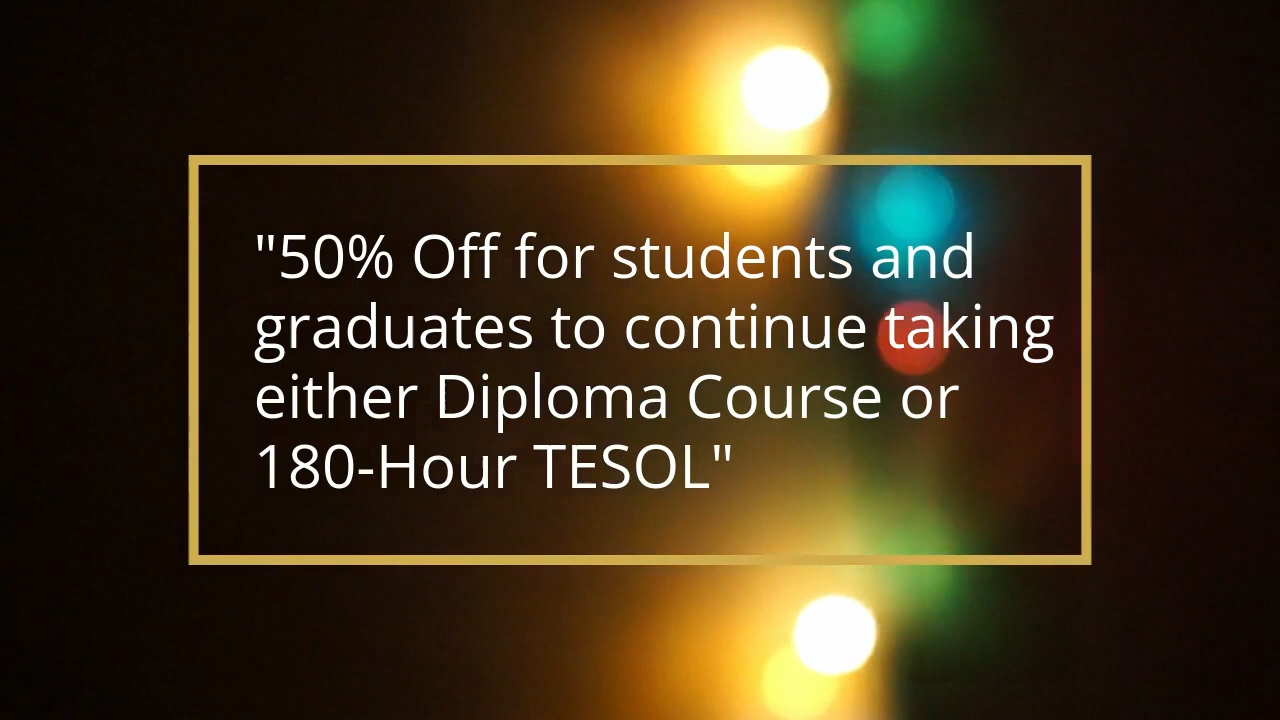 "50% Off for students and
graduates to continue taking
either Diploma Course or
180-Hour TESOL"